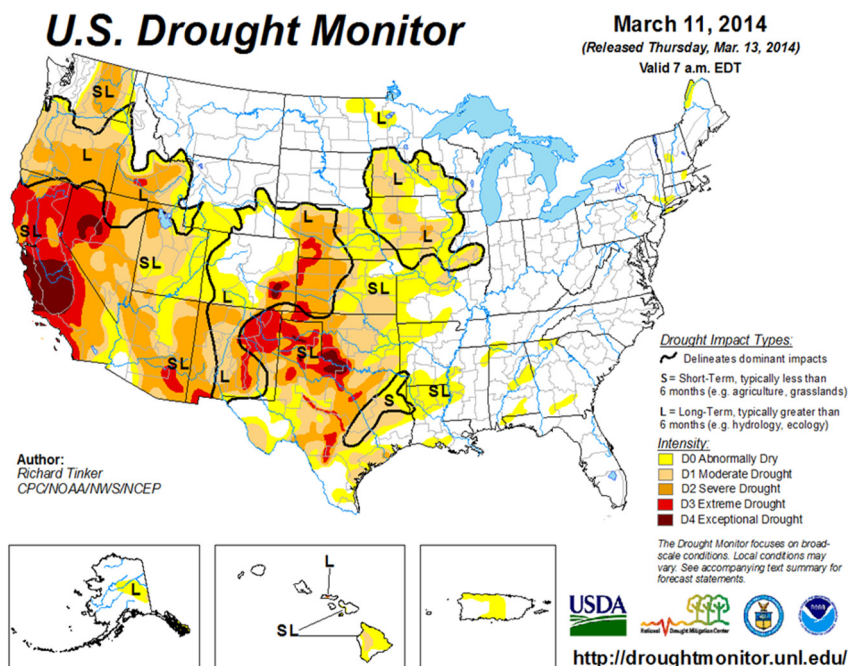 U.S. Drought Monitor
March 11, 2014
(Released Thursday, Mar. 13, 2014)
Valid 7 a.m. EDT
SL
L
L
L
L
L
SL
L
SL
L
SL
L
SL
SL
L
S
SL
Drought Impact Types:
Delineates dominant impacts
S = Short-Term, typically less than
6 months (e.g. agriculture, grasslands)
L = Long-Term, typically greater than
6 months (e.g. hydrology, ecology)
Intensity:
D0 Abnormally Dry
D1 Moderate Drought
D2 Severe Drought
D3 Extreme Drought
D4 Exceptional Drought
Author:
Richard Tinker
CPC/NOAA/NWS/NCEP
The Drought Monitor focuses on broad-
scale conditions. Local conditions may
vary. See accompanying text summary for
forecast statements.
L
L
SL
USDA
National Drought Mitigation Center
http://droughtmonitor.unl.edu/